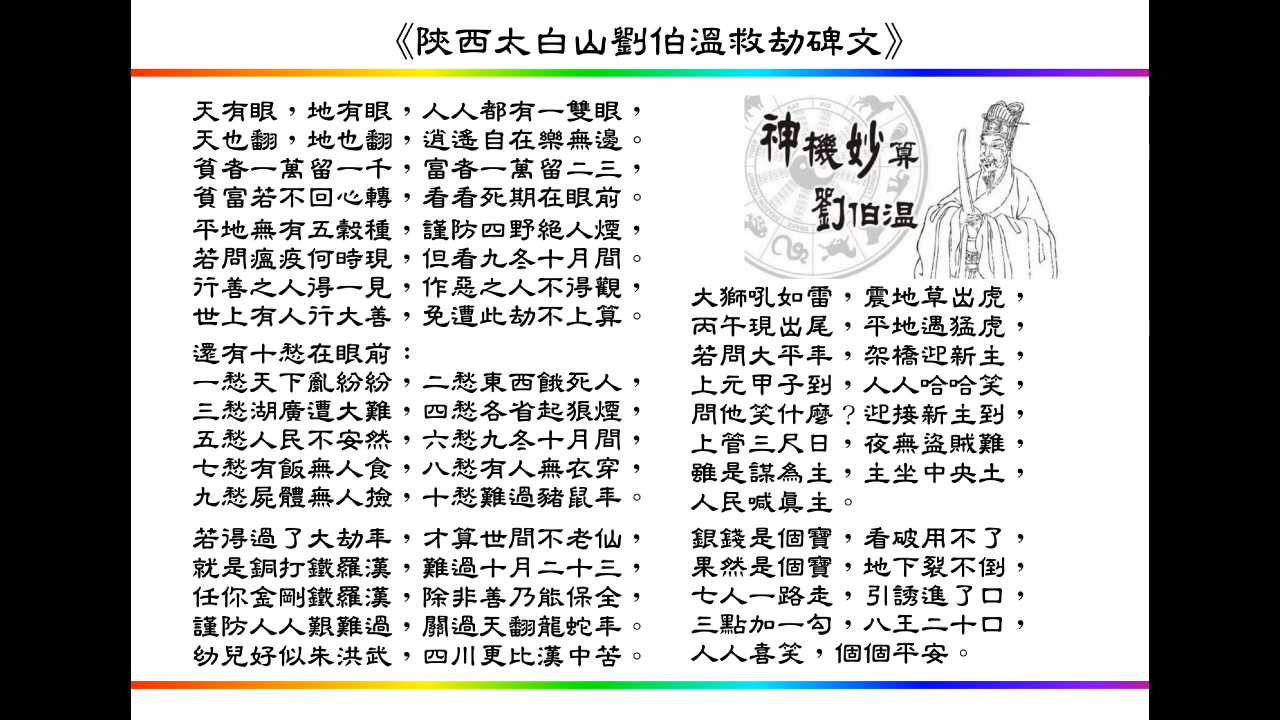 《陝西太白山劉伯溫救劫碑文》
天有眼，地有眼，人人都有一雙眼，
天也翻，地也翻，逍遙自在樂無邊。
貧者一萬留一千，富者一萬留二三，
貧富若不回心轉，看看死期在眼前。
平地無有五穀種，謹防四野絕人煙，
若問瘟疫何時現，但看九冬十月間。
行善之人得一見，作惡之人不得觀，
世上有人行大善，免遭此劫不上算。
還有十愁在眼前：
一愁天下亂紛紛，二愁東西餓死人，
三愁湖廣遭大難，四愁各省起狼煙，
五愁人民不安然，六愁九冬十月間，
七愁有飯無人食，八愁有人無衣穿，
九愁屍體無人撿，十愁難過豬鼠年。
若得過了大劫年，才算世間不老仙，
就是銅打鐵羅漢，難過十月二十三，
任你金剛鐵羅漢，除非善乃能保全，
謹防人人艱難過，關過天翻龍蛇年。
幼兒好似朱洪武，四川更比漢中苦。
神機妙算
劉伯溫
大獅吼如雷，震地草出虎，
丙午現出尾，平地遇猛虎，
若問大平年，架橋迎新主，
上元甲子到，人人哈哈笑，
問他笑什麼？迎接新主到，
上管三尺日，夜無盜賊難，
雖是謀為主，主坐中央土，
人民喊真主。
銀錢是個寶，看破用不了，
果然是個寶，地下裂不倒，
七人一路走，引誘進了口，
三點加一勾，八王二十口，
人人喜笑，個個平安。